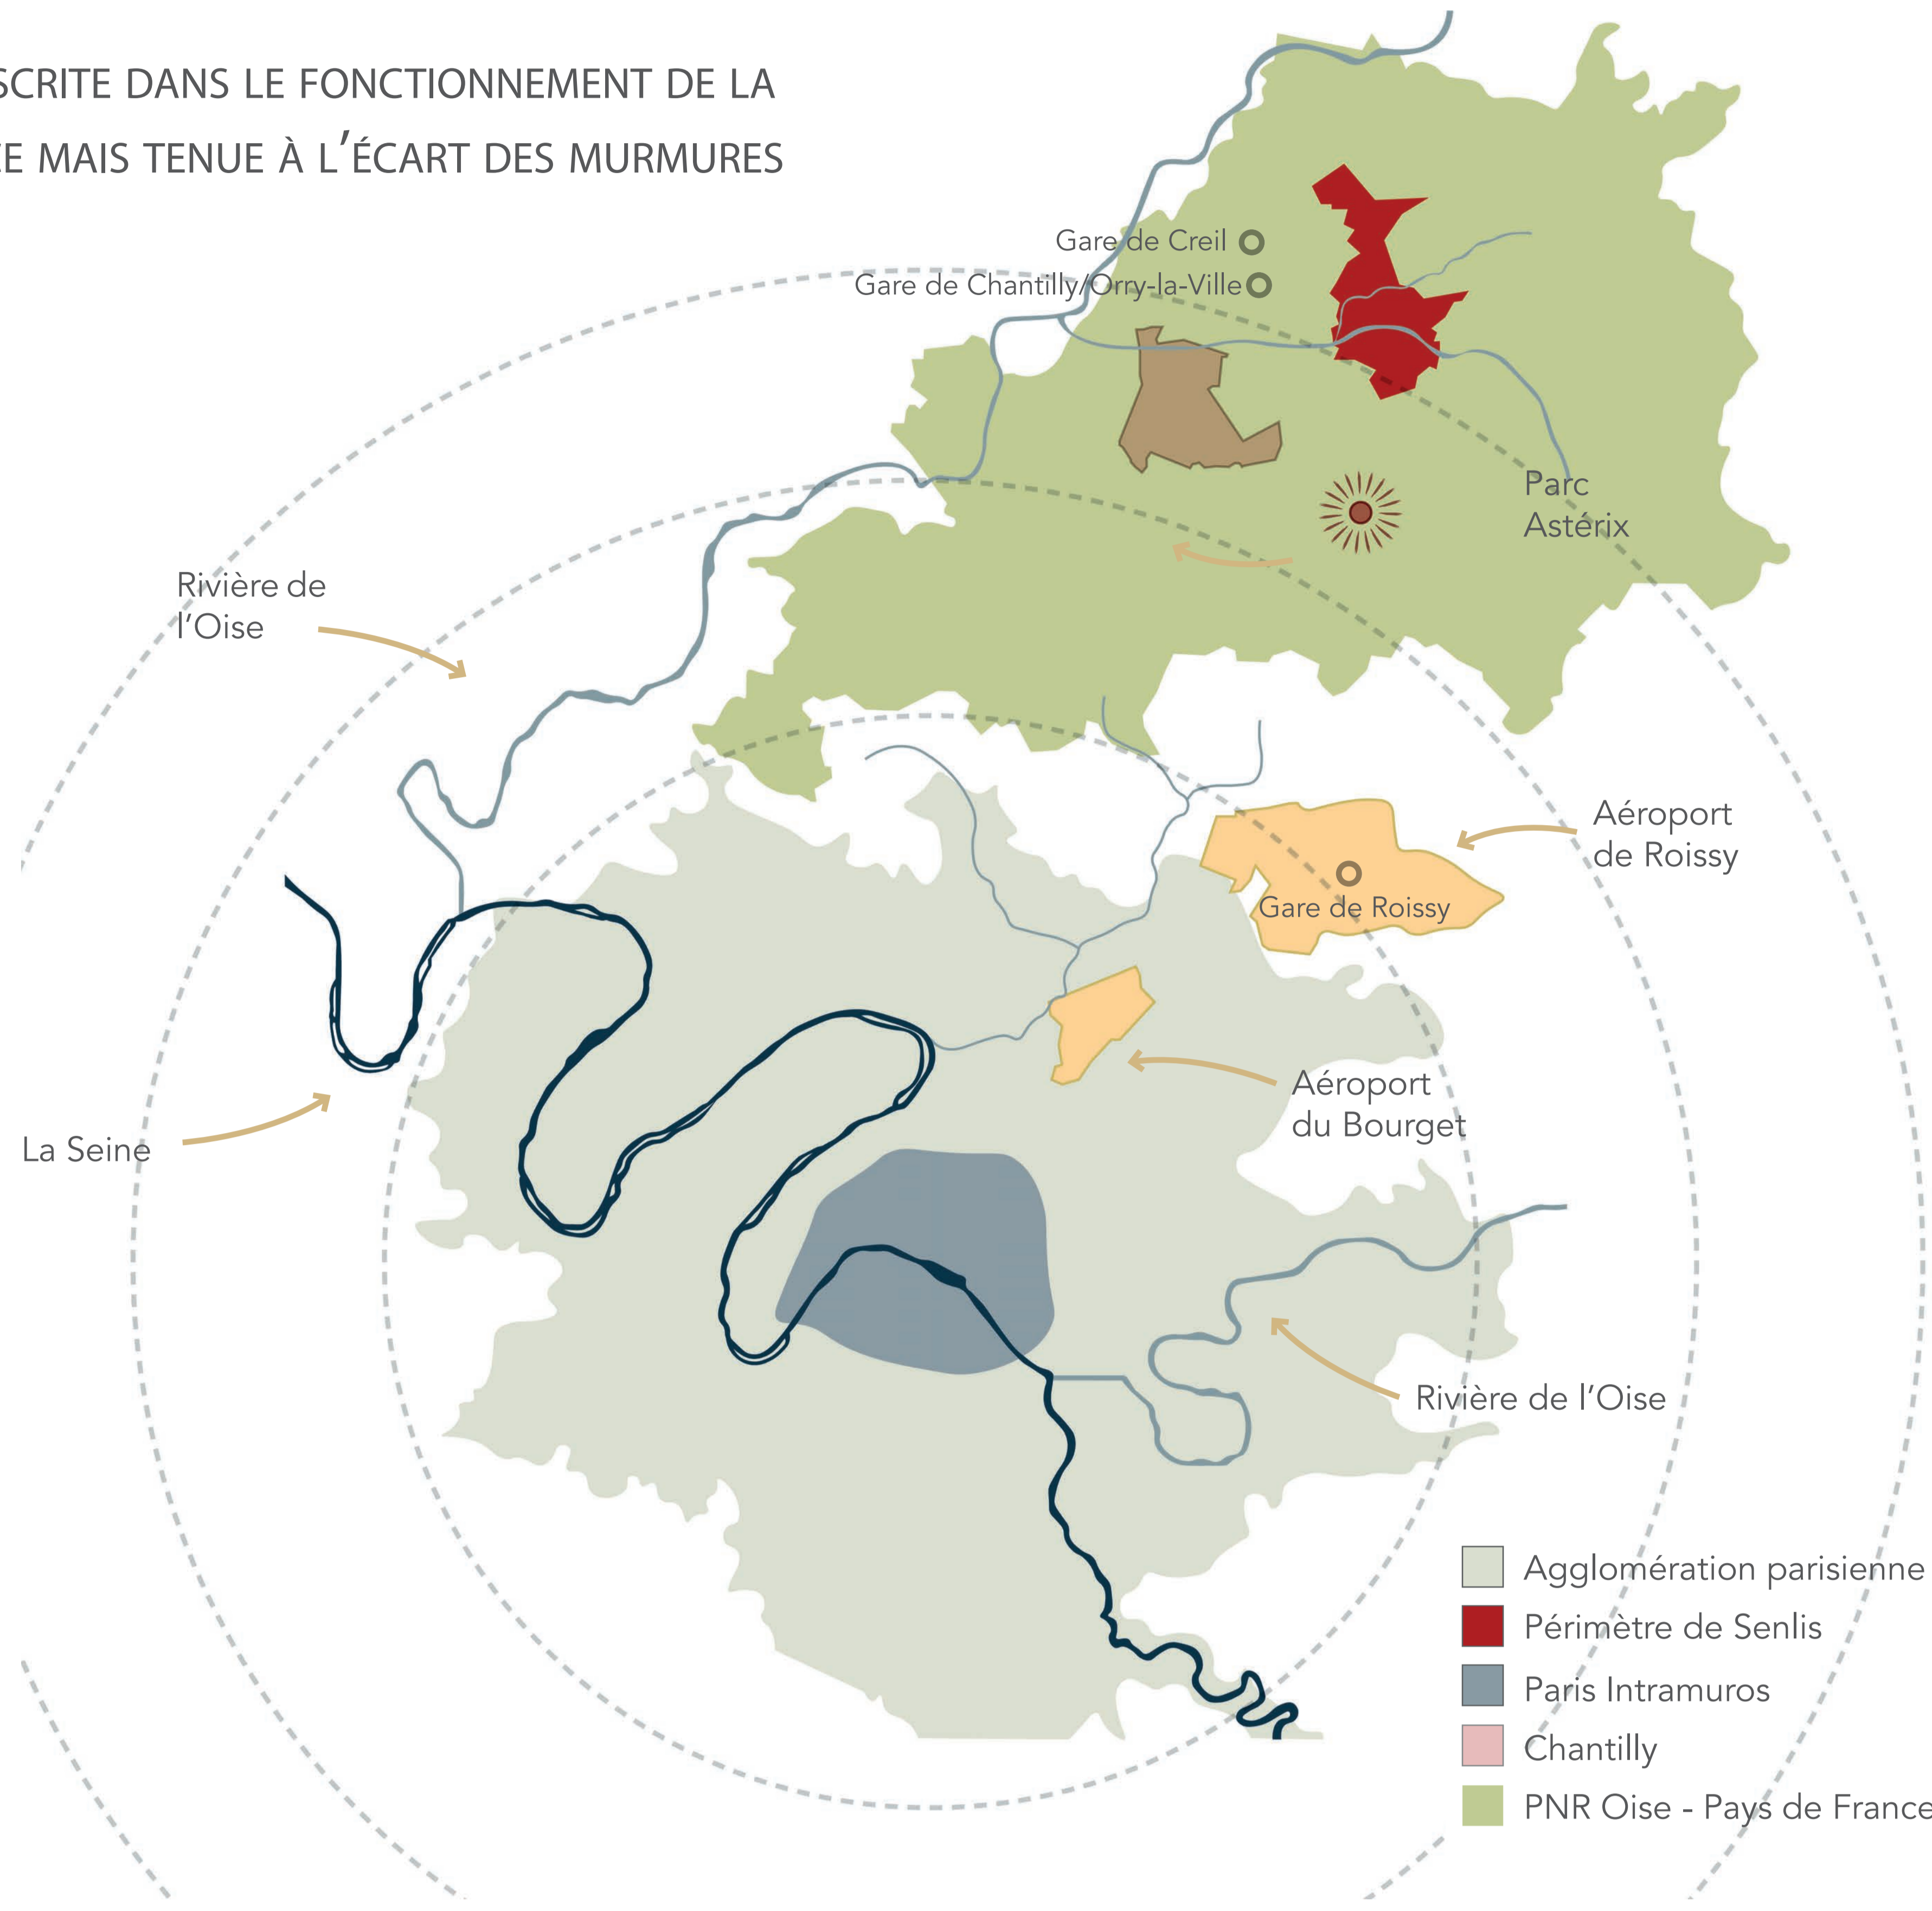 SCRITE DANS LE FONCTIONNEMENT DE LA
CE MAIS TENUE À L'ÉCART DES MURMURES
Gare de Creil
Gare de Chantilly/Orry-la-Ville
Parc
Astérix
Rivière de
l'Oise
Aéroport
de Roissy
Gare de Roissy
Aéroport
du Bourget
La Seine
Rivière de l'Oise
Agglomération parisienne
Périmètre de Senlis
Paris Intramuros
Chantilly
PNR Oise - Pays de France